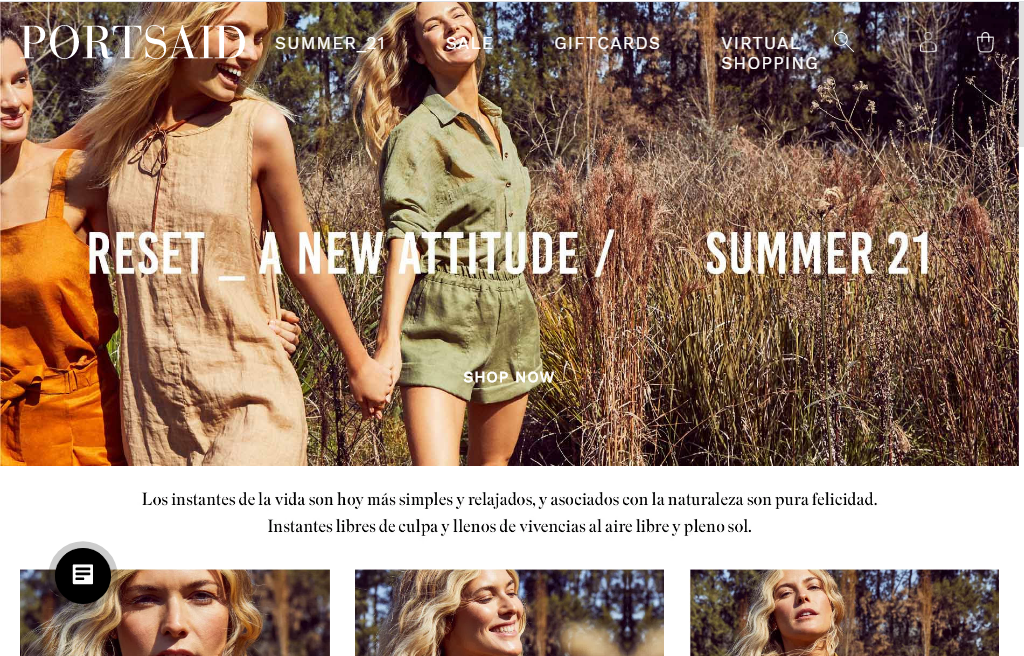 PORTSAID
SUMMER_21
SALE
GIFTCARDS
VIRTUAL
SHOPPING
RESET _ A NEW ATTITUDE / SUMMER 21
SHOP NOW
Los instantes de la vida son hoy más simples y relajados, y asociados con la naturaleza son pura felicidad.
Instantes libres de culpa y llenos de vivencias al aire libre y pleno sol.